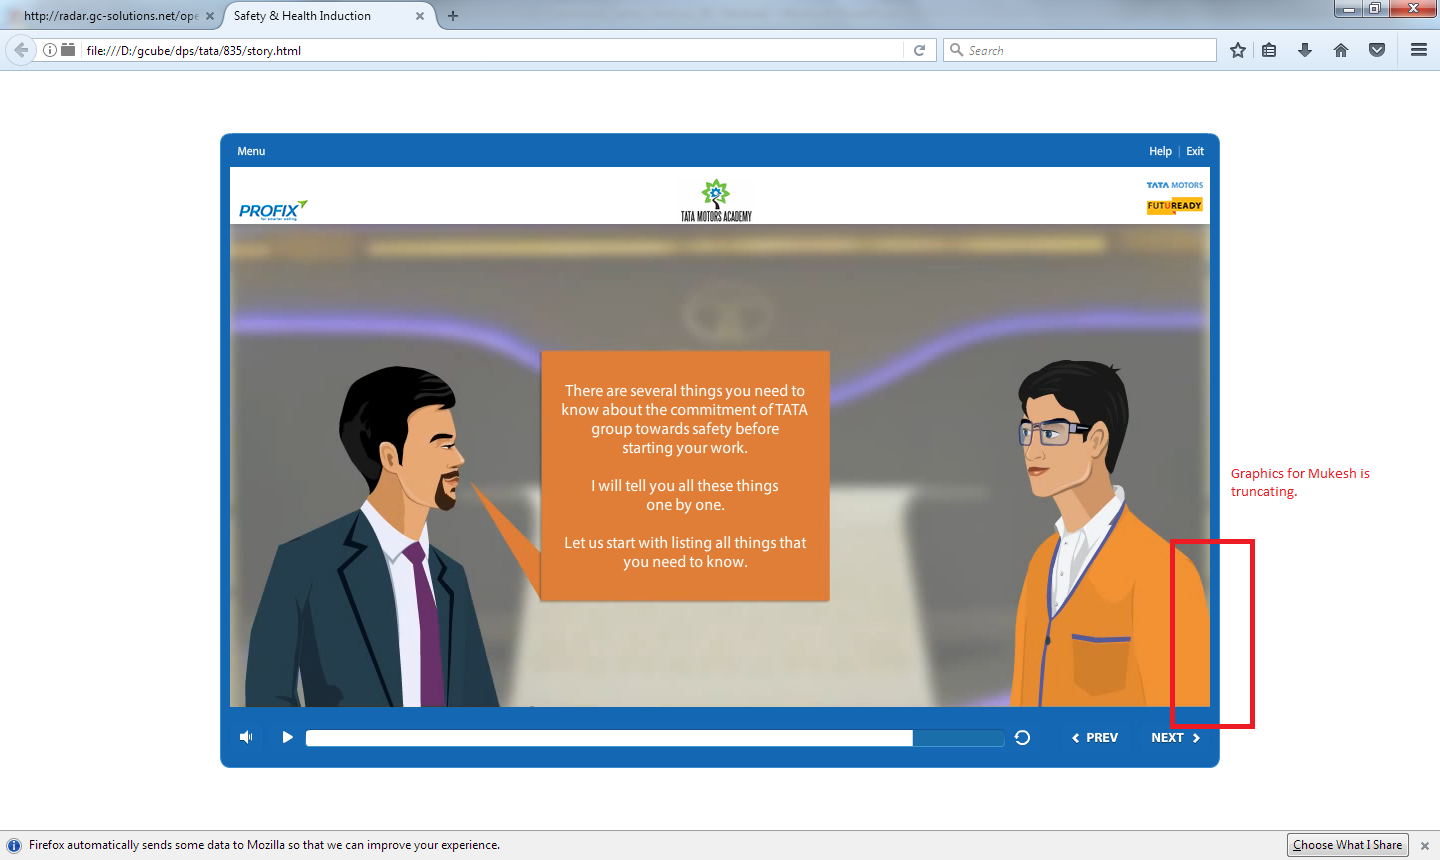 http://radar.gc-solutions.net/ope
Safety & Health Induction
file:///D:/gcube/dps/tata/835/story.html
Search
Menu
Help | Exit
PROFIX
TATA MOTORS ACADEMY
TATA MOTORS
FUTUREADY
There are several things you need to
know about the commitment of TATA
group towards safety before
starting your work.
I will tell you all these things
one by one.
Let us start with listing all things that
you need to know.
Graphics for Mukesh is
truncating.
PREV
NEXT
Firefox automatically sends some data to Mozilla so that we can improve your experience.
Choose What I Share